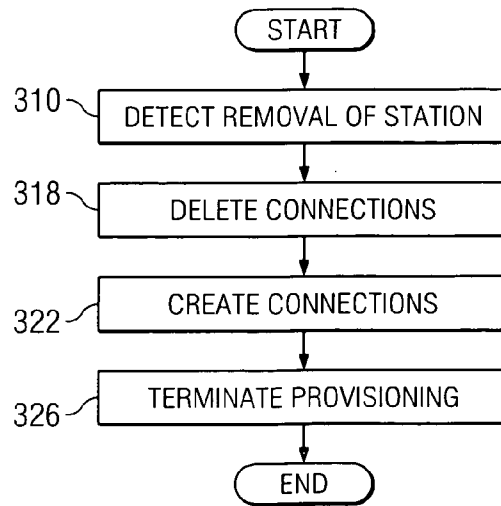 START
310
DETECT REMOVAL OF STATION
318
DELETE CONNECTIONS
322
CREATE CONNECTIONS
326
TERMINATE PROVISIONING
END